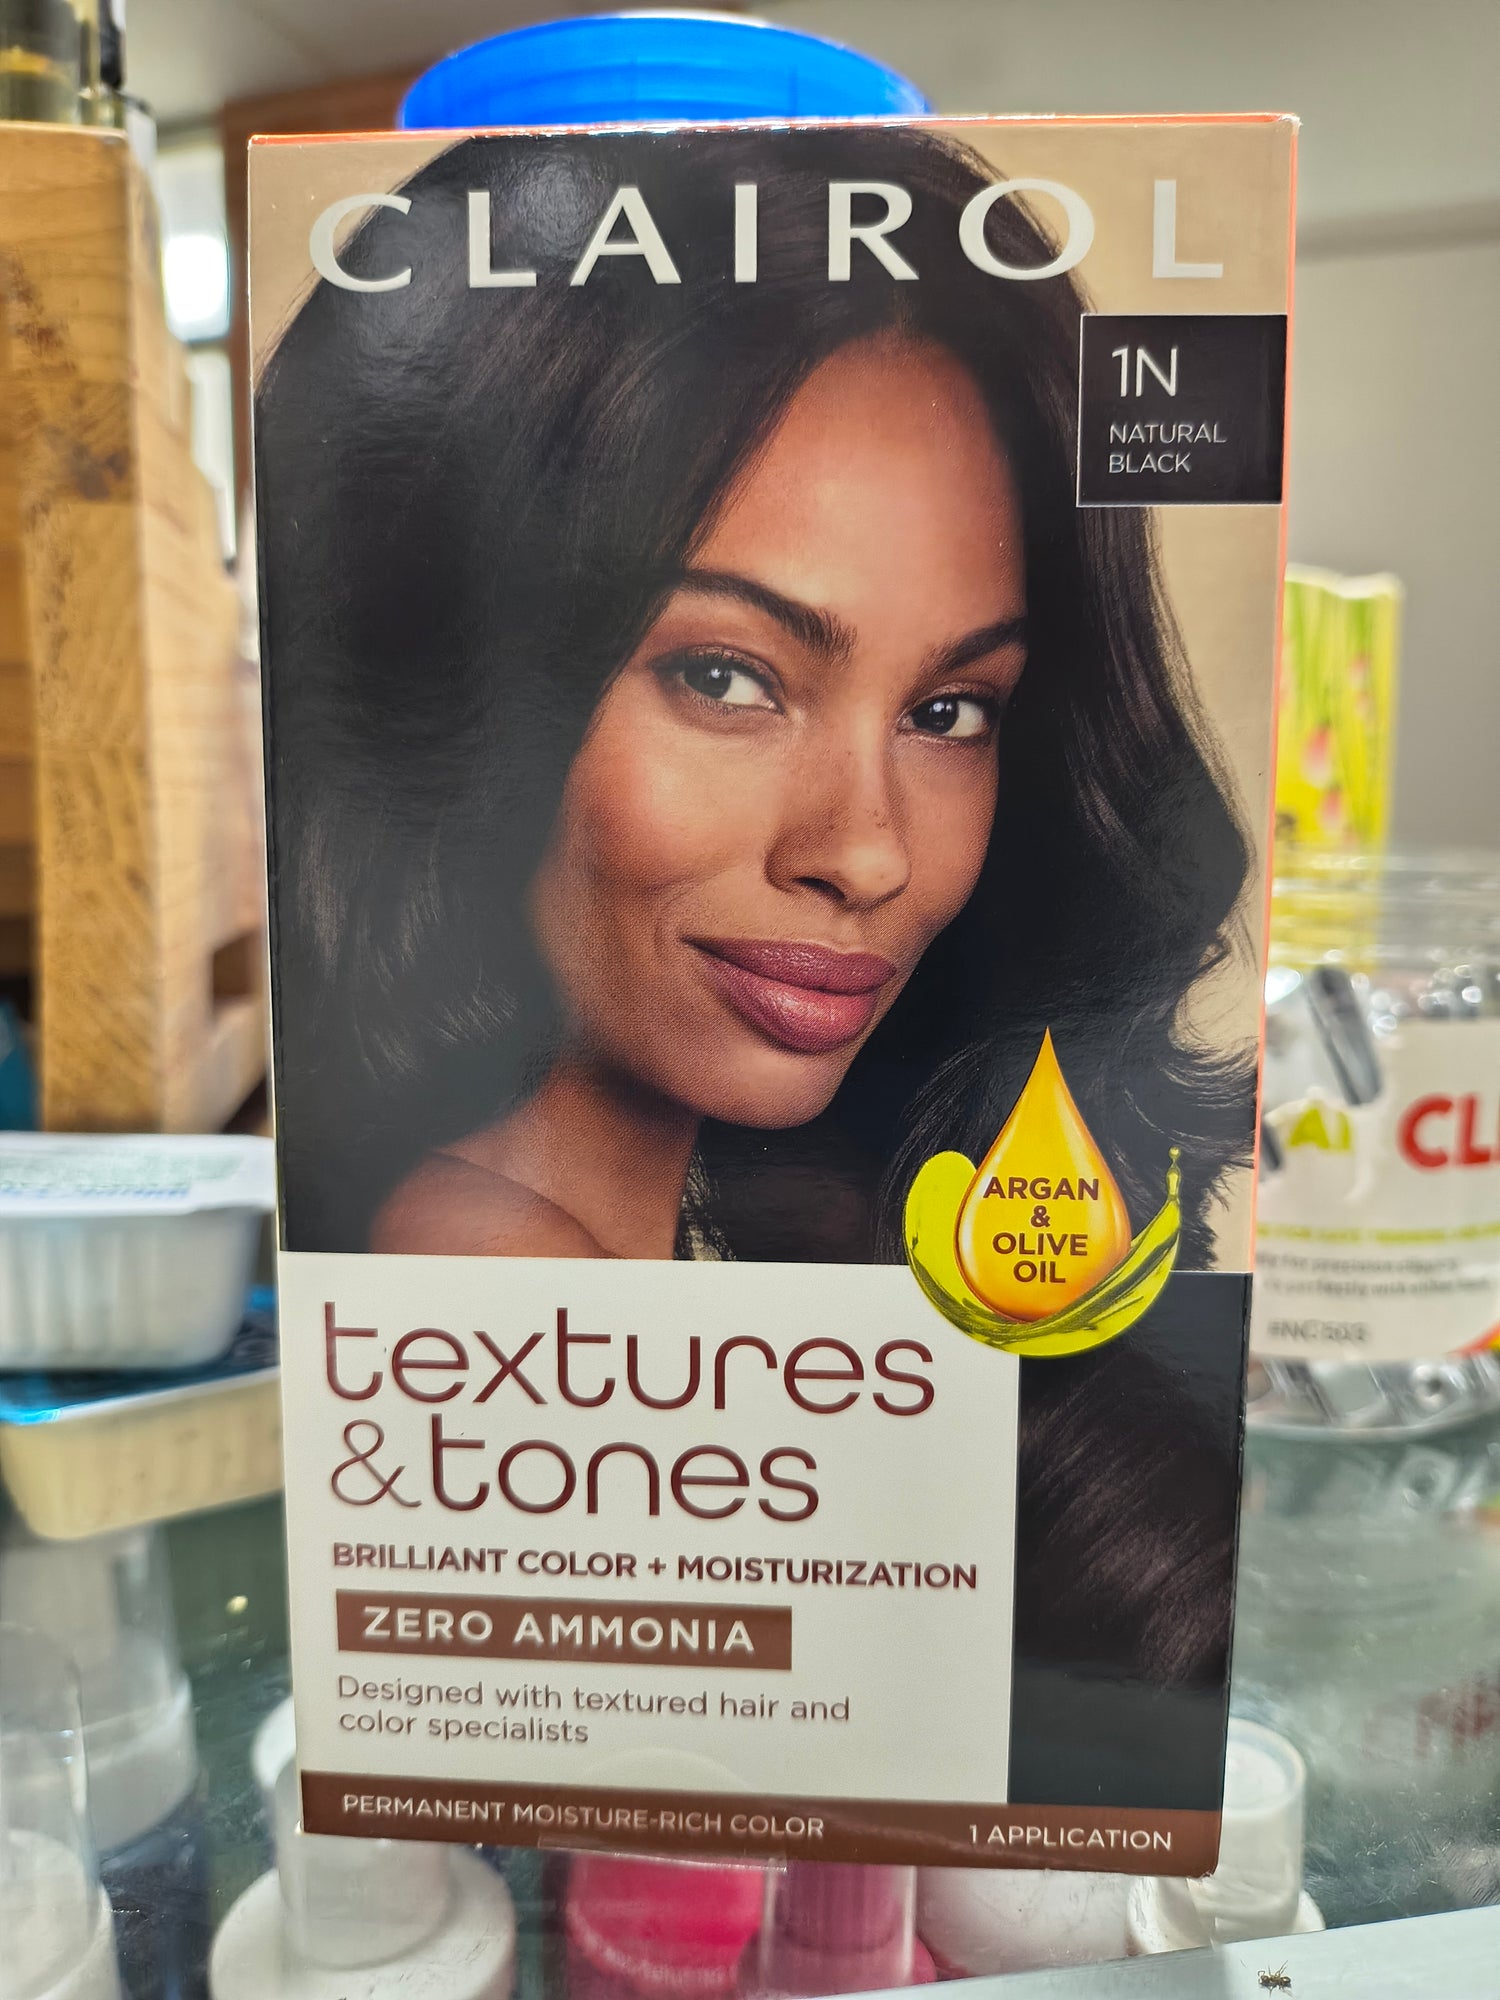 CLAIROL
1N
NATURAL
BLACK
ARGAN
&
OLIVE
OIL
textures
& tones
BRILLIANT COLOR + MOISTURIZATION
ZERO AMMONIA
Designed with textured hair and
color specialists
PERMANENT MOISTURE-RICH COLOR
1 APPLICATION
CL